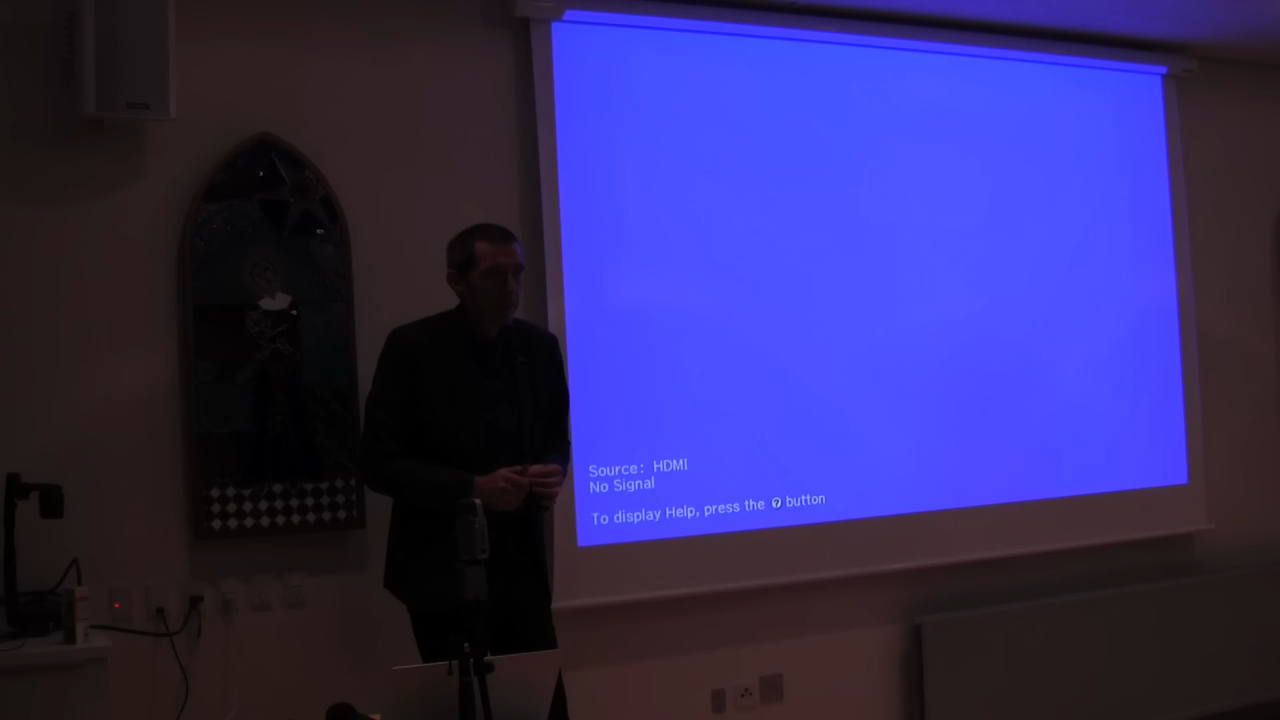 Source: HDMI
No Signal
To display Help, press the ? button